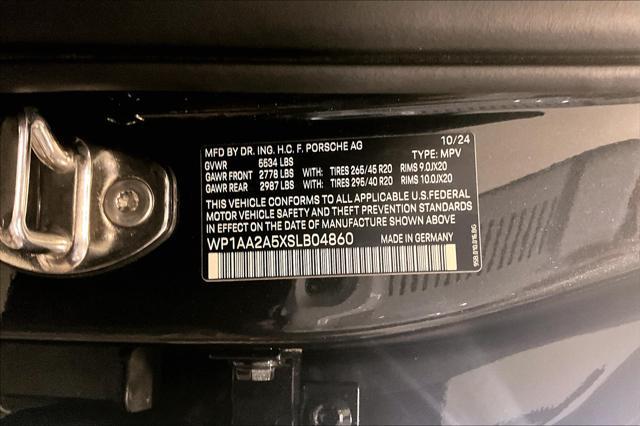 MFD BY DR. ING. H.C. F. PORSCHE AG 10/24
GVWR 5534 LBS TYPE: MPV
GAWR FRONT 2778 LBS WITH: TIRES 265/45 R20 RIMS 9.0JX20
GAWR REAR 2987 LBS WITH: TIRES 295/40 R20 RIMS 10.0JX20
THIS VEHICLE CONFORMS TO ALL APPLICABLE U.S.FEDERAL
MOTOR VEHICLE SAFETY AND THEFT PREVENTION STANDARDS
IN EFFECT ON THE DATE OF MANUFACTURE SHOWN ABOVE
WP1AA2A5XSLB04860 MADE IN GERMANY